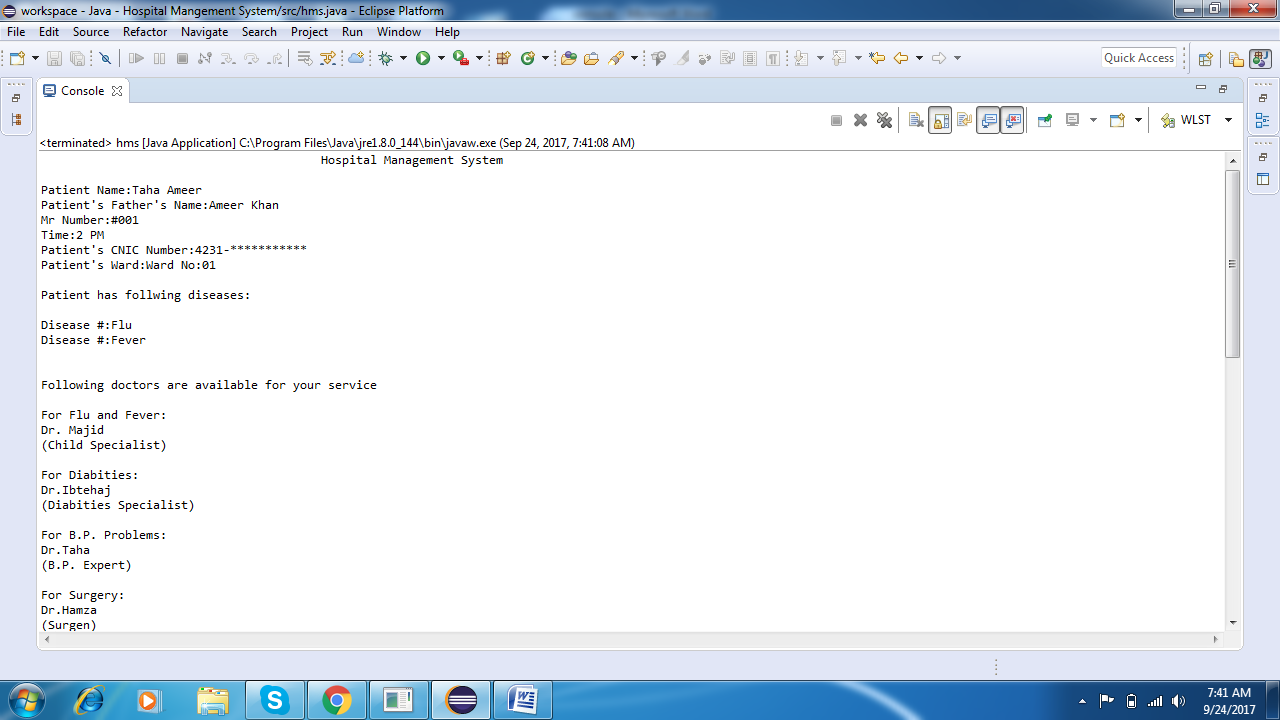 workspace - Java - Hospital Mangement System/src/hms.java - Eclipse Platform
File Edit Source Refactor Navigate Search Project Run Window Help
Quick Access
Console
WLST
<terminated> hms [Java Application] C:\Program Files\Java\jre1.8.0_144\bin\javaw.exe (Sep 24, 2017, 7:41:08 AM)
Hospital Management System
Patient Name:Taha Ameer
Patient's Father's Name:Ameer Khan
Mr Number:#001
Time:2 PM
Patient's CNIC Number:4231-***********
Patient's Ward:Ward No:01
Patient has follwing diseases:
Disease #:Flu
Disease #:Fever
Following doctors are available for your service
For Flu and Fever:
Dr. Majid
(Child Specialist)
For Diabities:
Dr.Ibtehaj
(Diabities Specialist)
For B.P. Problems:
Dr.Taha
(B.P. Expert)
For Surgery:
Dr.Hamza
(Surgen)
7:41 AM
9/24/2017